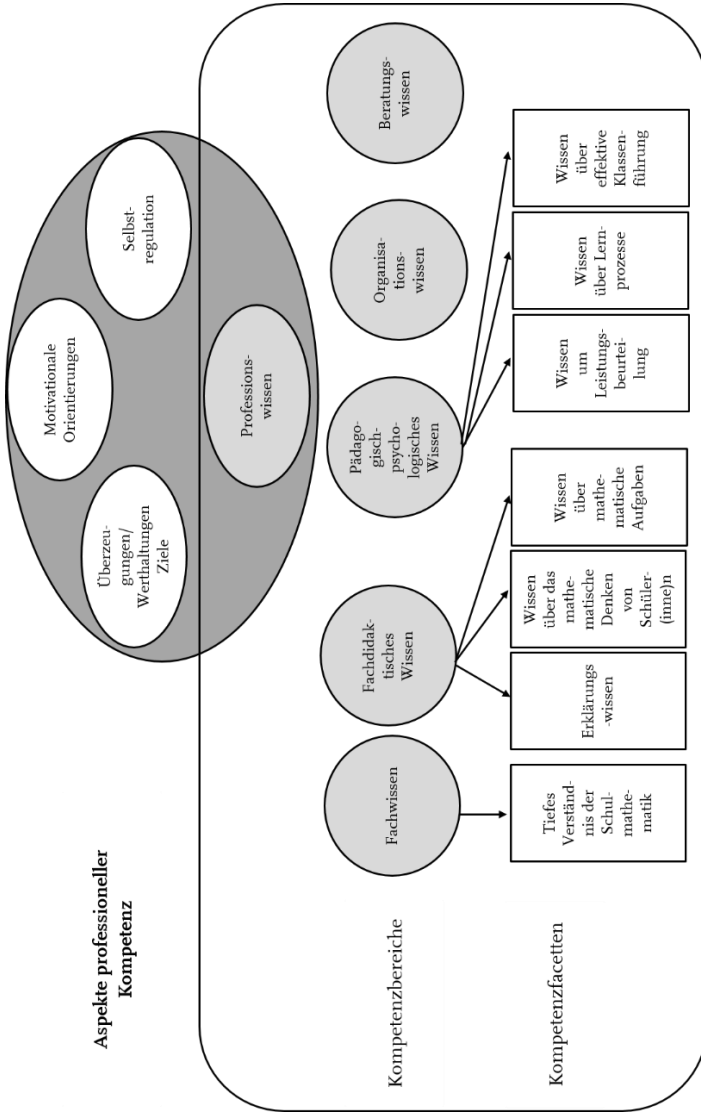 Aspekte professioneller
Kompetenz
Überzeu-
gungen/
Werthaltungen
Ziele
Motivationale
Orientierungen
Selbst-
regulation
Professions-
wissen
Kompetenzbereiche
Fachwissen
Fachdidak-
tisches
Wissen
Pädago-
gisch-
psycho-
logisches
Wissen
Organisa-
tions-
wissen
Beratungs-
wissen
Kompetenzfacetten
Tiefes
Verständ-
nis der
Schul-
mathe-
matik
Erklärungs
-wissen
Wissen
über das
mathe-
matische
Denken
von
Schüler-
(inne)n
Wissen
über
mathe-
matische
Aufgaben
Wissen
um
Leistungs-
beurtei-
lung
Wissen
über Lern-
prozesse
Wissen
über
effektive
Klassen-
führung